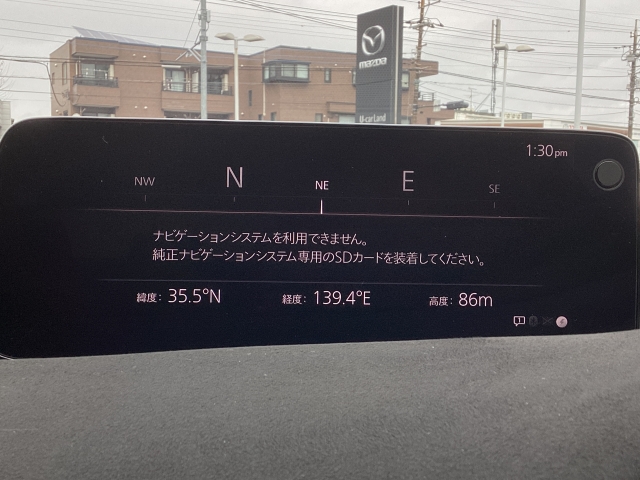 mazda
U-carLand
1:30pm
NW N NE E SE
ナビゲーションシステムを利用できません。
純正ナビゲーションシステム専用のSDカードを装着してください。
緯度: 35.5°N 経度: 139.4°E 高度: 86m